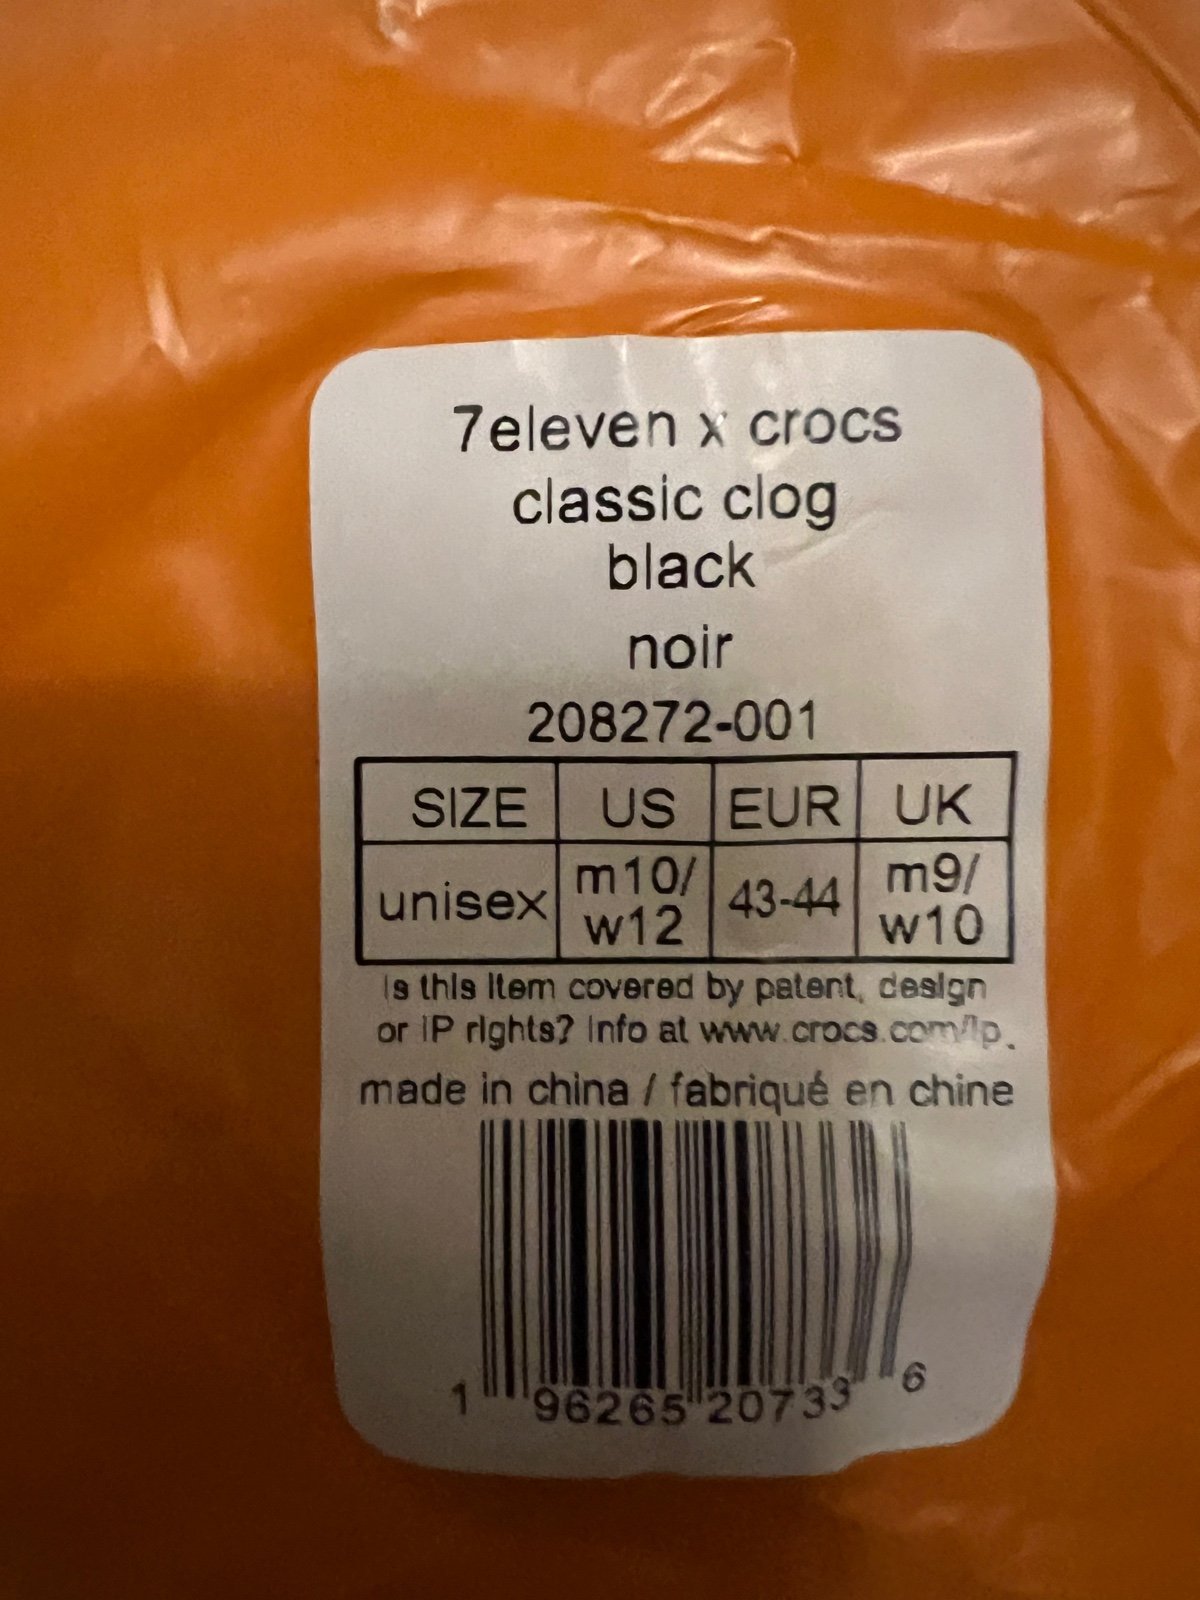 7eleven x crocs
classic clog
black
noir
208272-001
SIZE US EUR UK
unisex m10/ w12 43-44 m9/ w10
is this item covered by patent, design
or IP rights? Info at www.crocs.com/ip.
made in china / fabriqué en chine
1 96265 20733 6